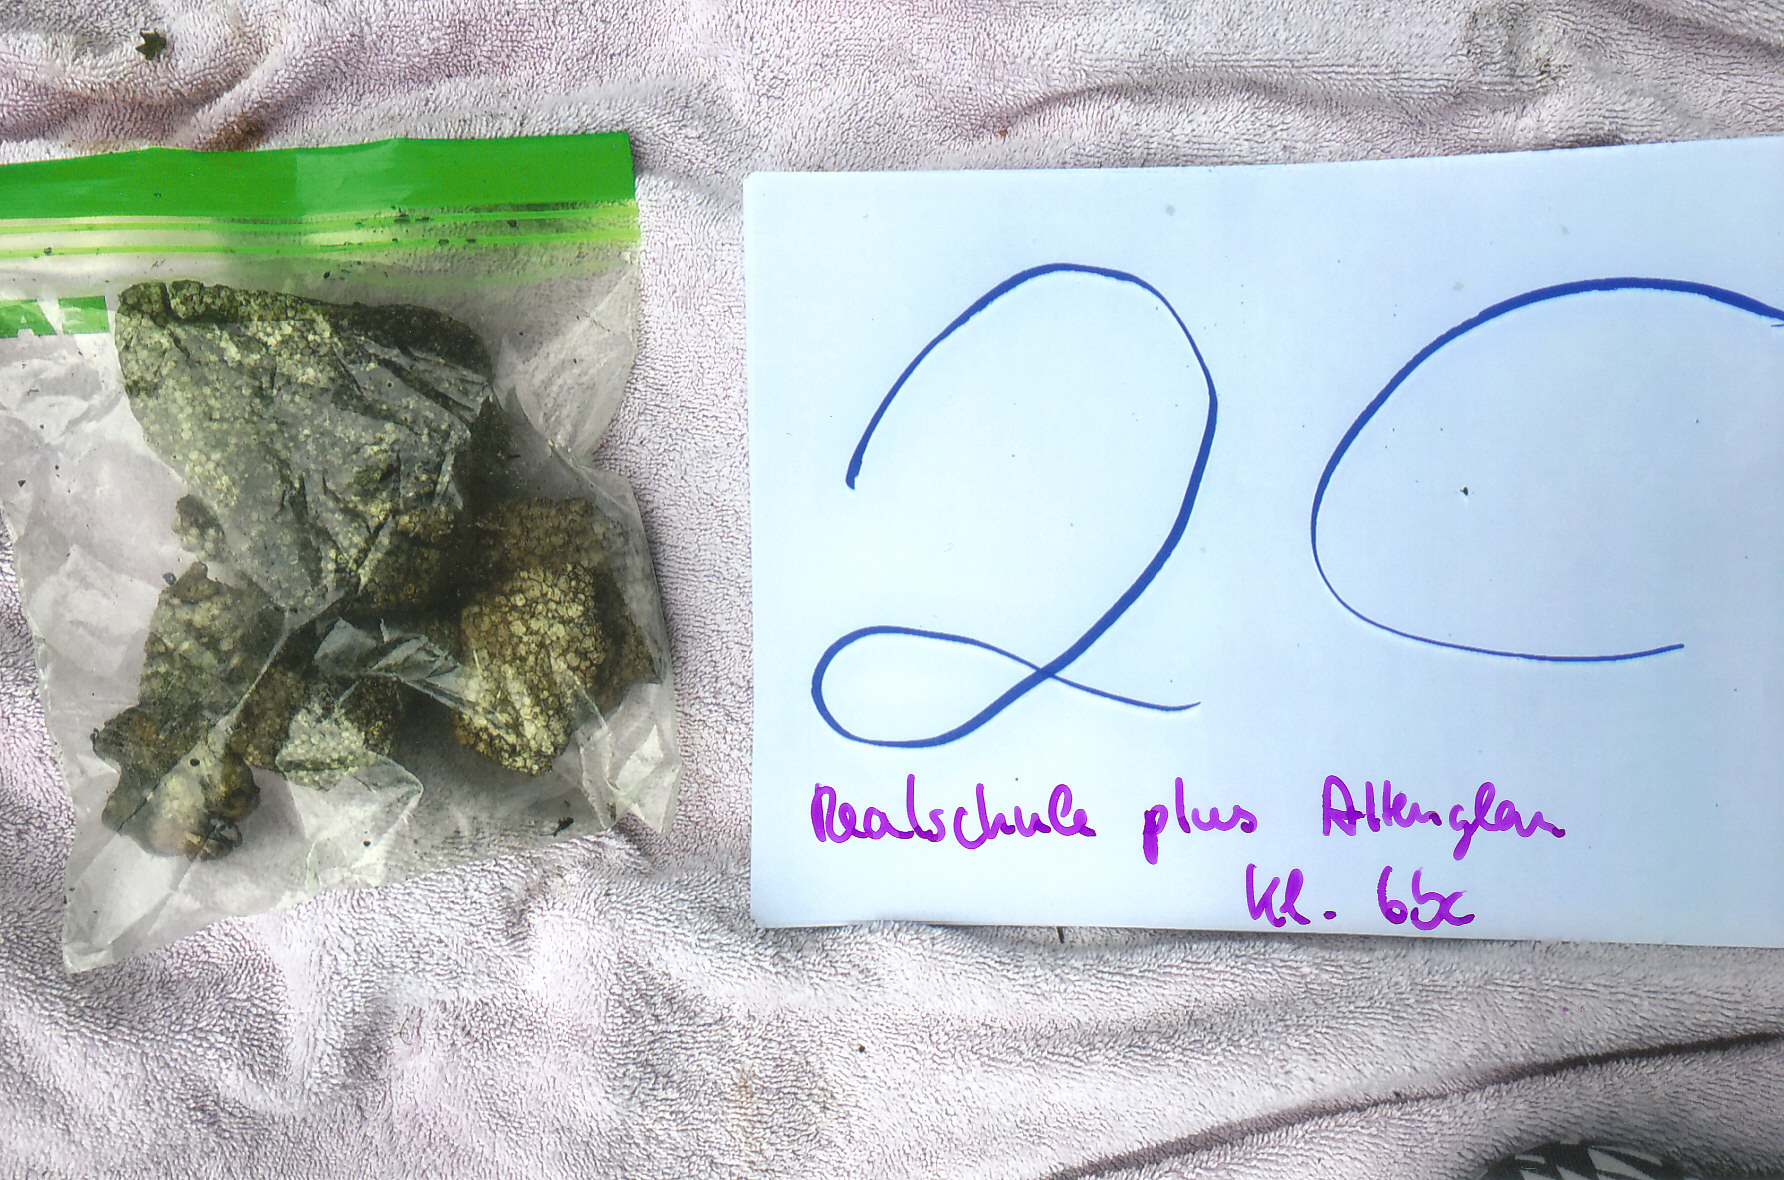 2C
Realschule plus Altenglan
Kl. 6bc